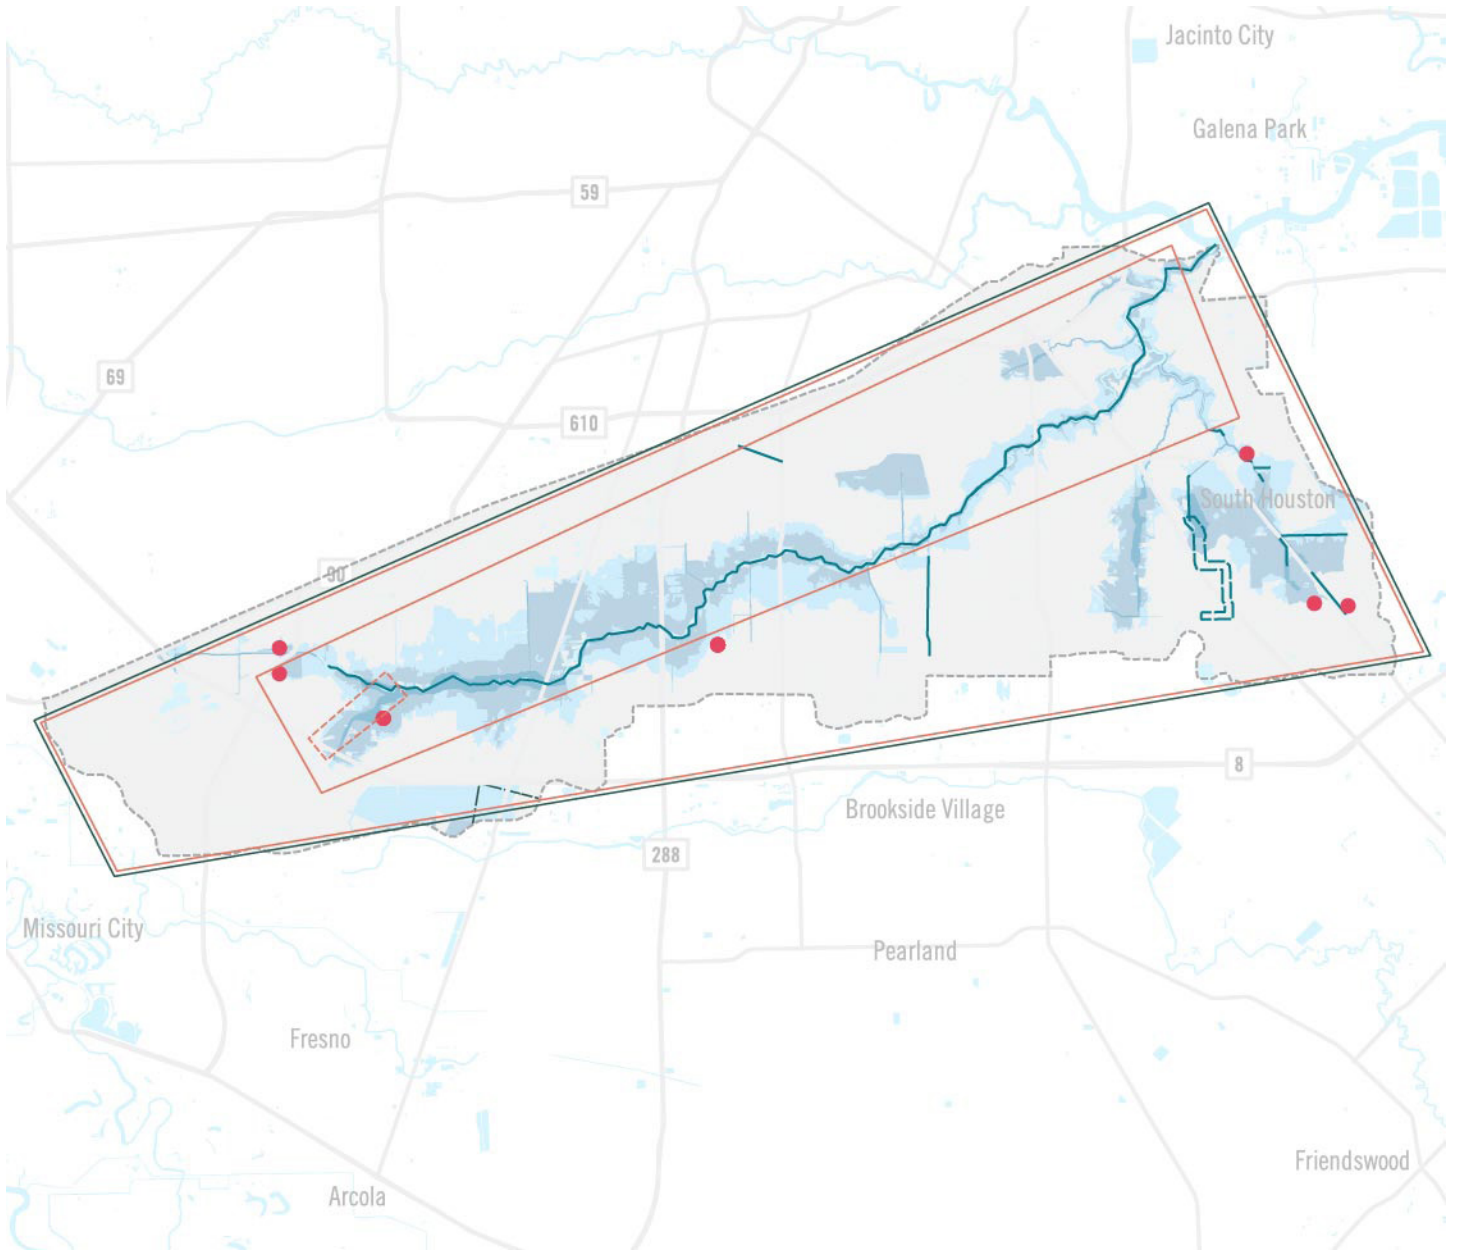 Jacinto City
Galena Park
59
69
610
South Houston
90
8
Brookside Village
288
Missouri City
Pearland
Fresno
Friendswood
Arcola